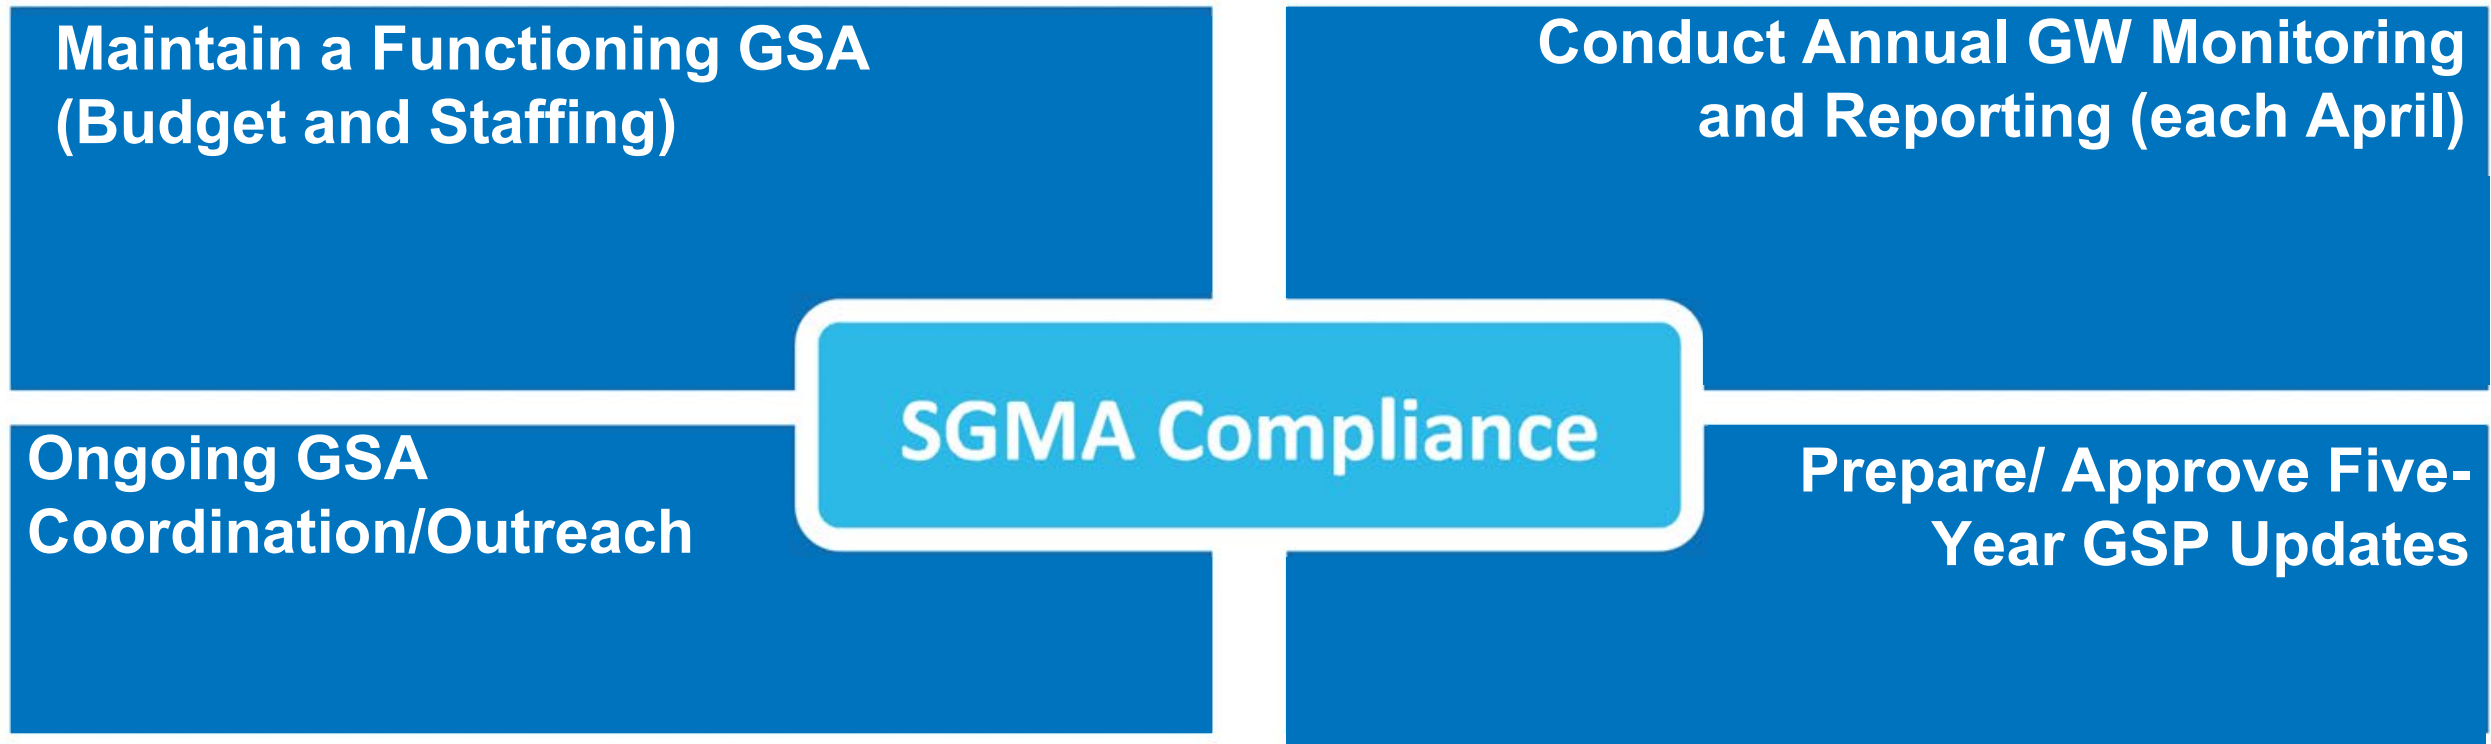 Maintain a Functioning GSA
(Budget and Staffing)
Conduct Annual GW Monitoring
and Reporting (each April)
SGMA Compliance
Ongoing GSA
Coordination/Outreach
Prepare/ Approve Five-
Year GSP Updates